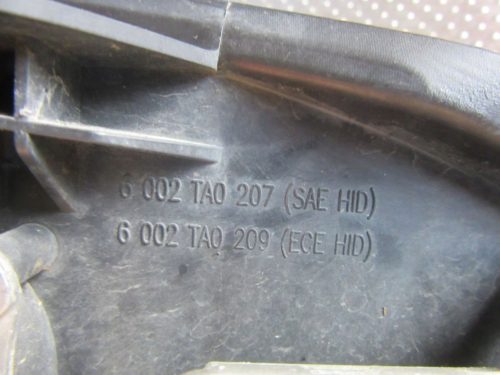 6 002 TA0 207 (SAE HID)
6 002 TA0 209 (ECE HID)